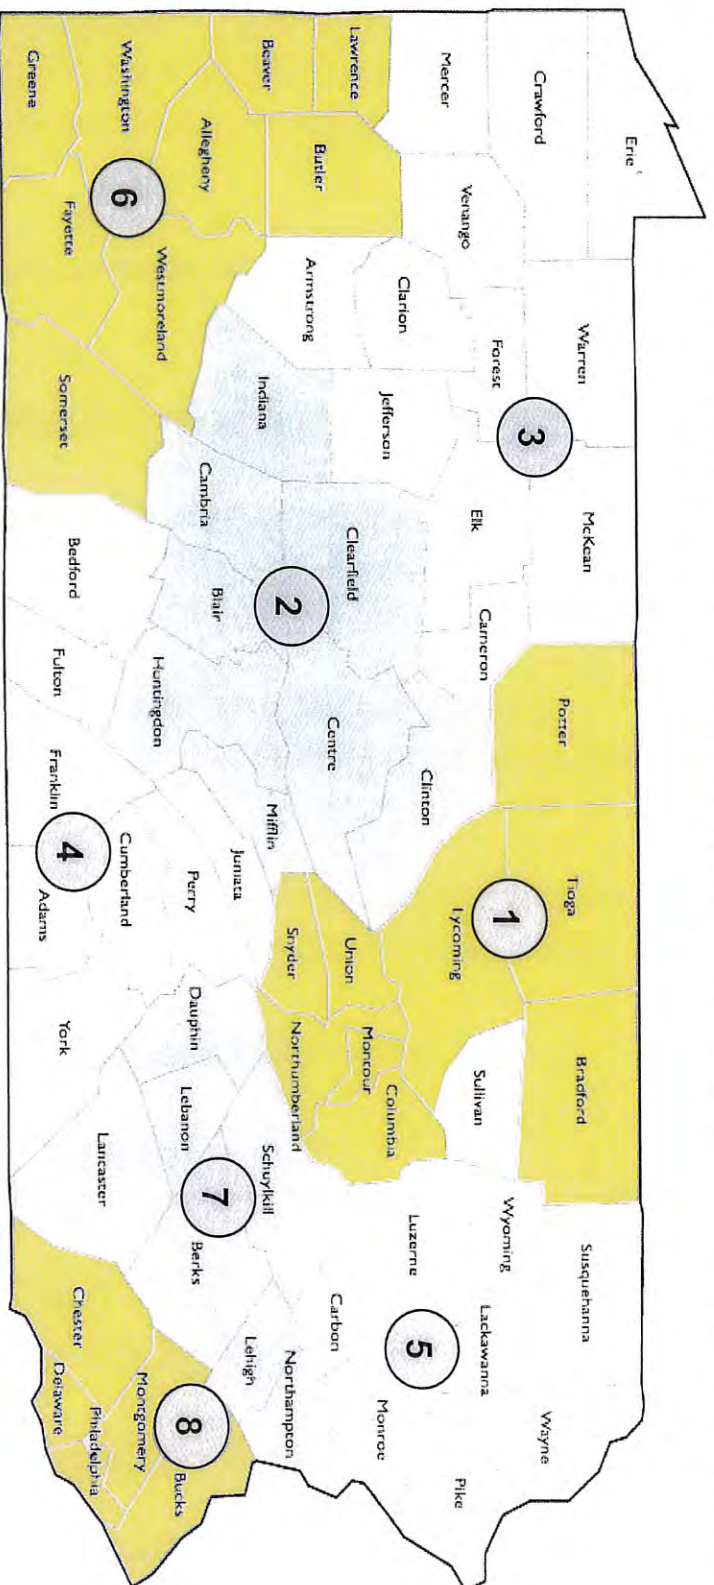 Erie
Crawford
Mercer
Lawrence
Beaver
Washington
Greene
Warren
Venango
Forest
Clarion
Butler
Armstrong
Allegheny
6
Fayette
Westmoreland
3
Jefferson
Indiana
Somerset
McKean
Elk
Cameron
Clearfield
Cambria
2
Blair
Bedford
Fulton
Potter
Clinton
Centre
Huntingdon
Mifflin
Franklin
4
Adams
Tioga
1
Lycoming
Union
Snyder
Juniata
Perry
Cumberland
Bradford
Sullivan
Montour
Columbia
Northumberland
Dauphin
Lebanon
York
Lancaster
Susquehanna
Wyoming
Luzerne
Schuylkill
7
Berks
Lackawanna
5
Wayne
Pike
Monroe
Carbon
Northampton
Lehigh
8
Bucks
Montgomery
Chester
Philadelphia
Delaware